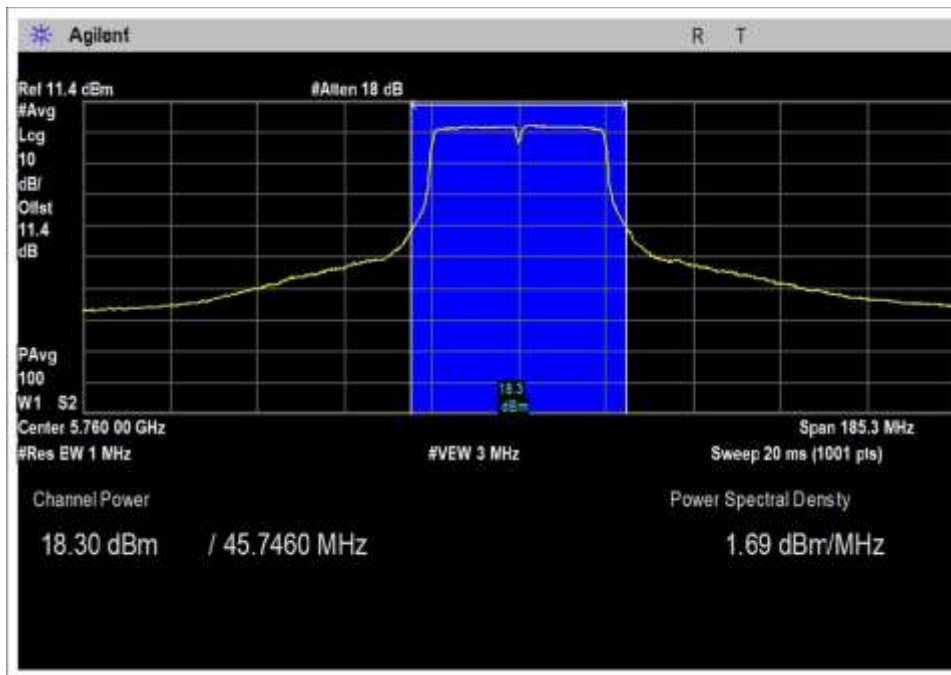 Agilent R T
Ref 11.4 dBm #Atten 18 dB
#Avg
Log
10
dB/
Offst
11.4
dB
PAvg
100
W1 S2
18.3
dBm
Center 5.760 00 GHz Span 185.3 MHz
#Res BW 1 MHz #VBW 3 MHz Sweep 20 ms (1001 pts)
Channel Power Power Spectral Density
18.30 dBm / 45.7460 MHz 1.69 dBm/MHz